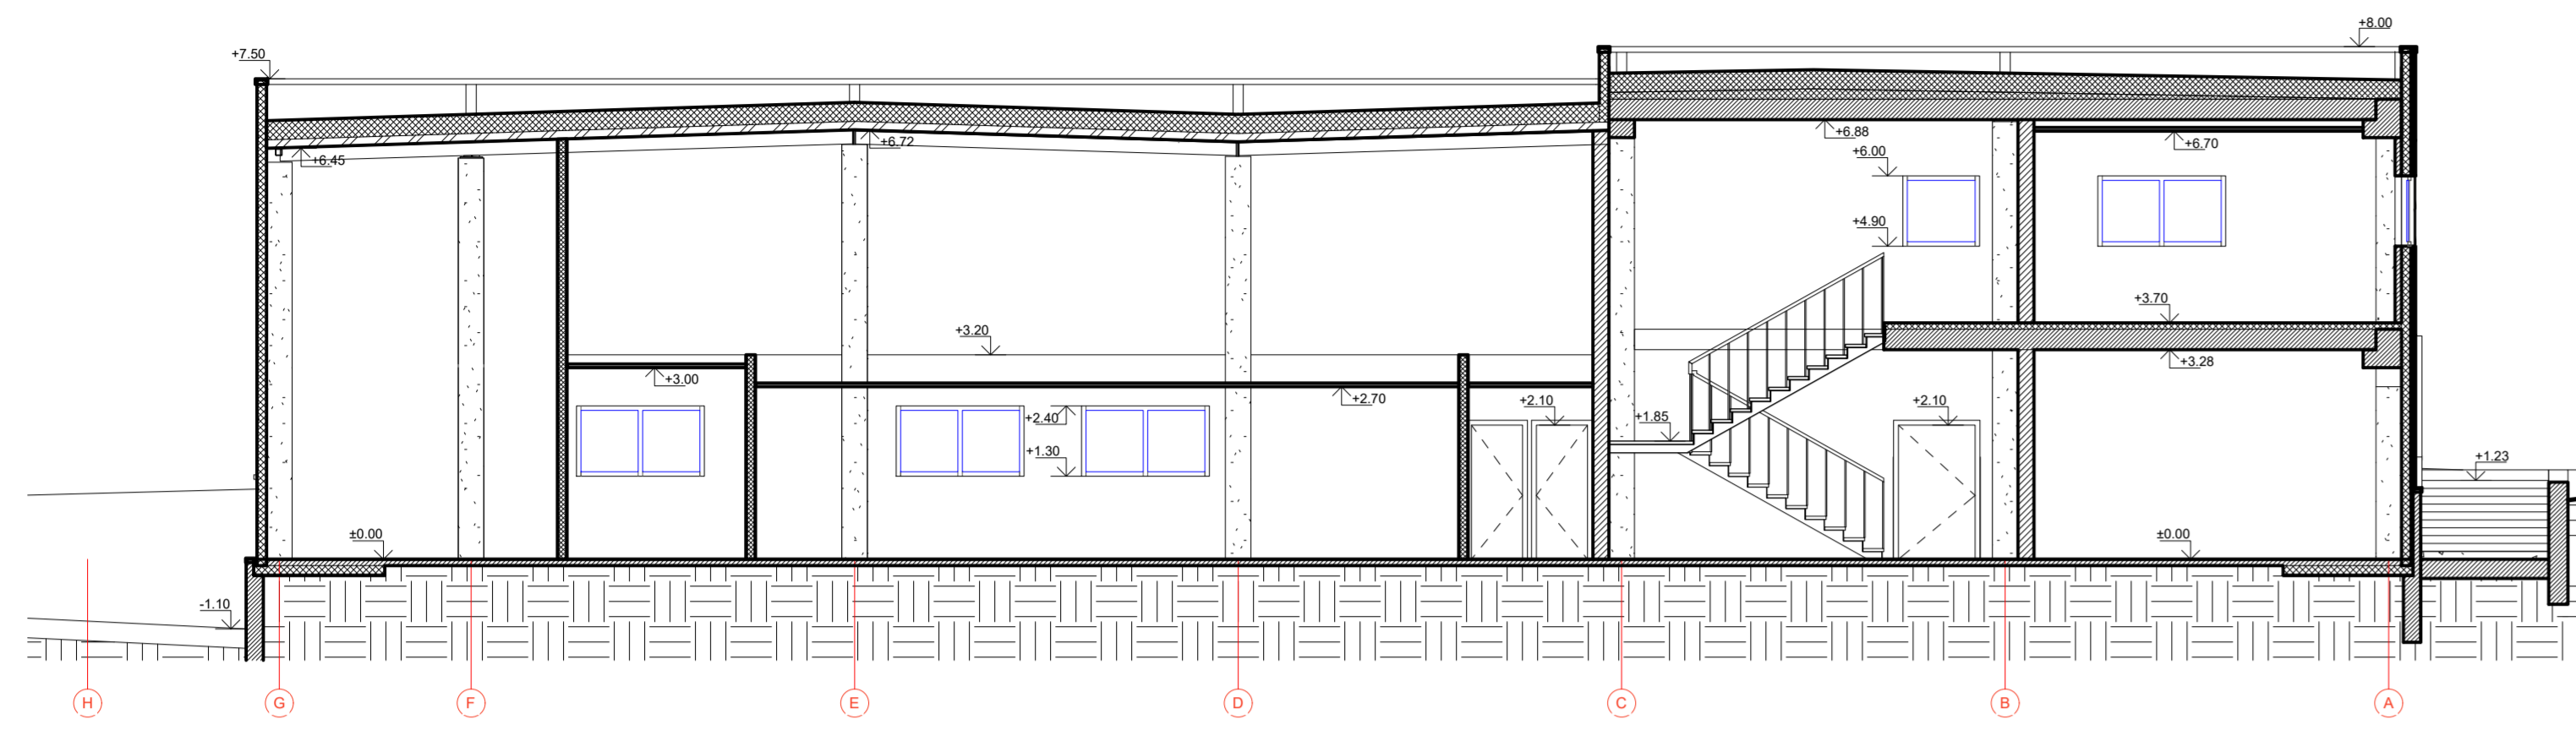 +8.00
+7.50
+6.88
+6.72
+6.70
+6.45
+6.00
+4.90
+3.70
+3.20
+3.28
+3.00
+2.70
+2.10
+2.10
+2.40
+1.85
+1.30
+1.23
±0.00
±0.00
-1.10
H
G
F
E
D
C
B
A